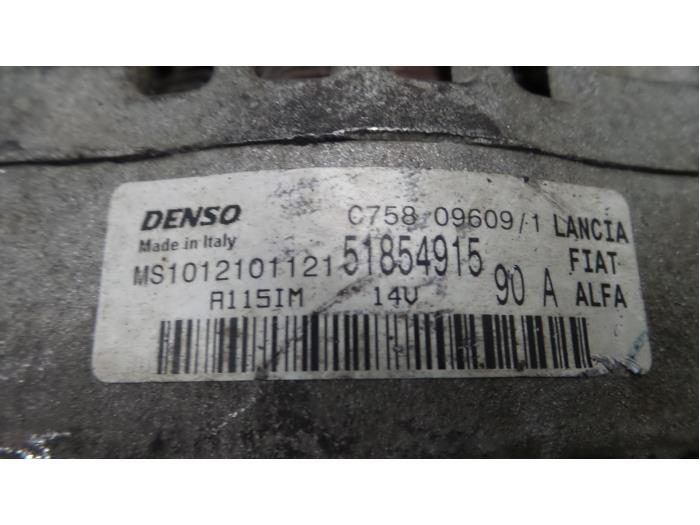 DENSO C758 09609/1 LANCIA
Made in Italy 51854915 FIAT
MS1012101121 90 A ALFA
A115IM 14V